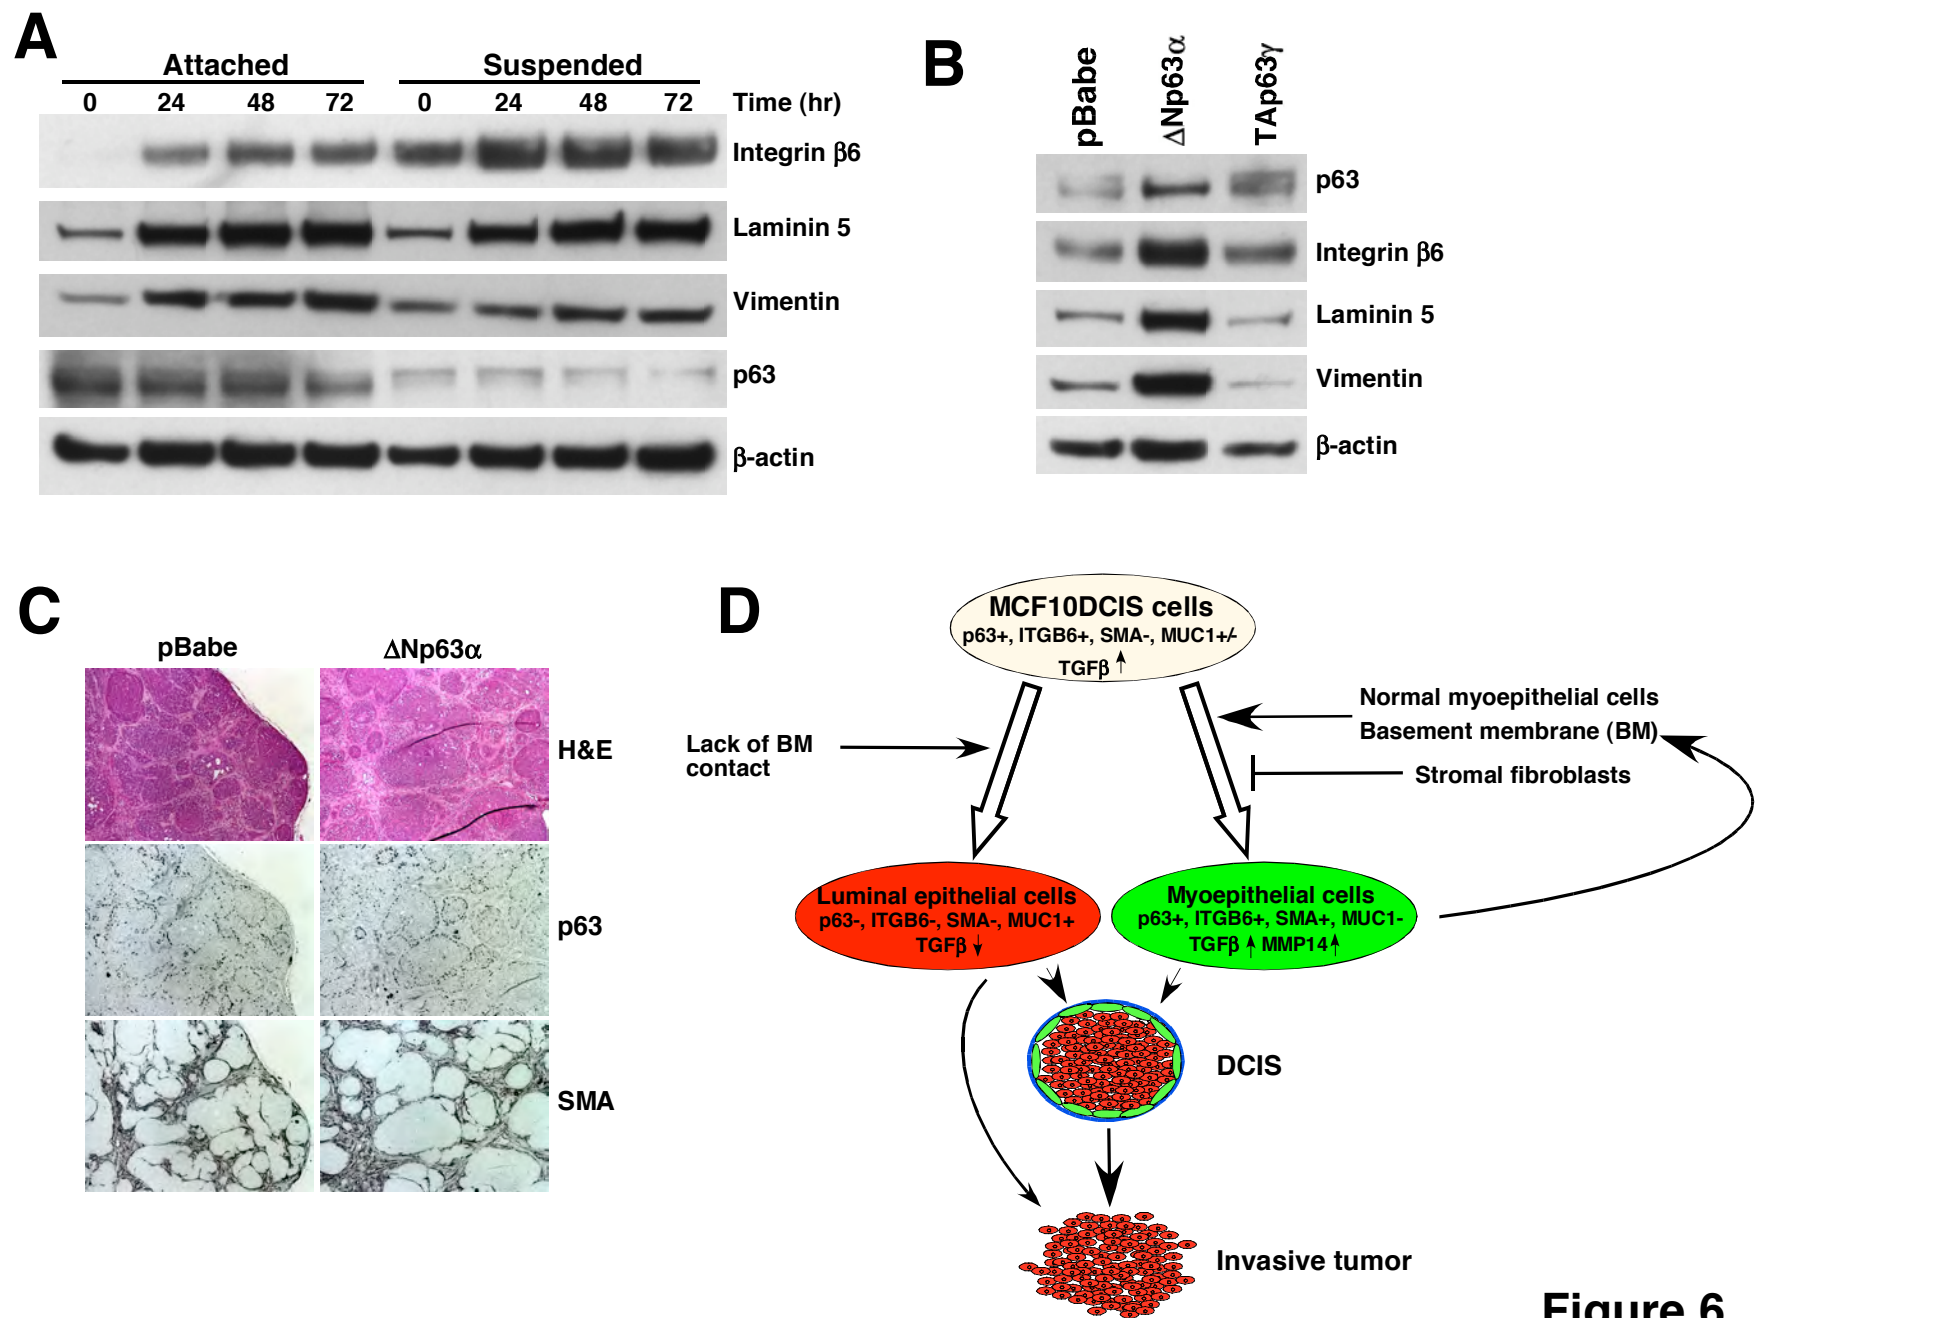 A
Attached Suspended
0 24 48 72 0 24 48 72 Time (hr)
Integrin β6
Laminin 5
Vimentin
p63
β-actin
B
pBabe
ΔNp63α
TAp63γ
p63
Integrin β6
Laminin 5
Vimentin
β-actin
C
pBabe ΔNp63α
H&E
p63
SMA
D
MCF10DCIS cells
p63+, ITGB6+, SMA-, MUC1+/-
TGFβ ↑
Normal myoepithelial cells
Basement membrane (BM)
Stromal fibroblasts
Lack of BM
contact
Luminal epithelial cells
p63-, ITGB6-, SMA-, MUC1+
TGFβ ↓
Myoepithelial cells
p63+, ITGB6+, SMA+, MUC1-
TGFβ ↑ MMP14 ↑
DCIS
Invasive tumor
Figure 6